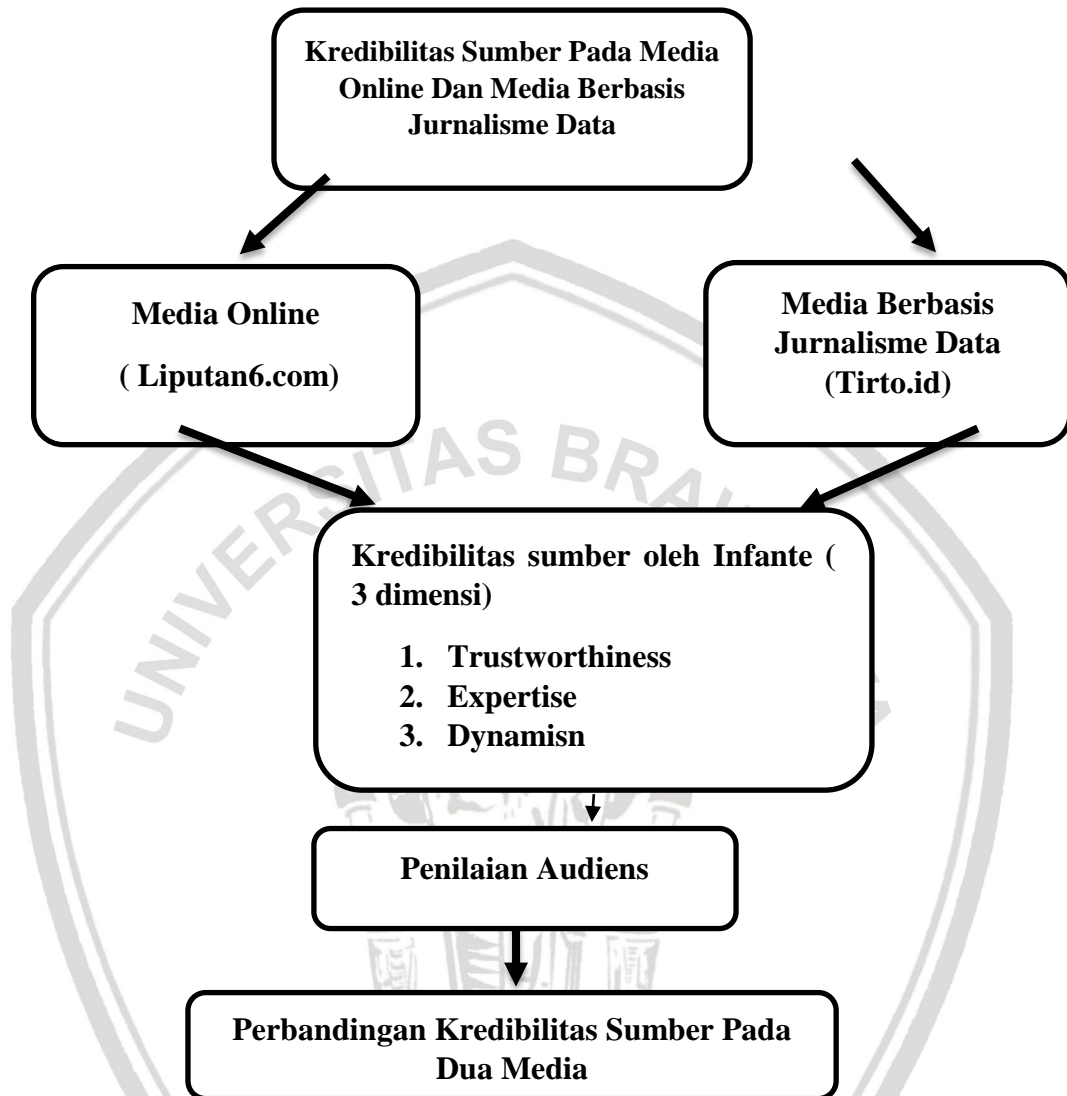 Kredibilitas Sumber Pada Media
Online Dan Media Berbasis
Jurnalisme Data
Media Online
( Liputan6.com)
Media Berbasis
Jurnalisme Data
(Tirto.id)
UNIVERSITAS BRAW
Kredibilitas sumber oleh Infante (
3 dimensi)
1. Trustworthiness
2. Expertise
3. Dynamisn
Penilaian Audiens
Perbandingan Kredibilitas Sumber Pada
Dua Media